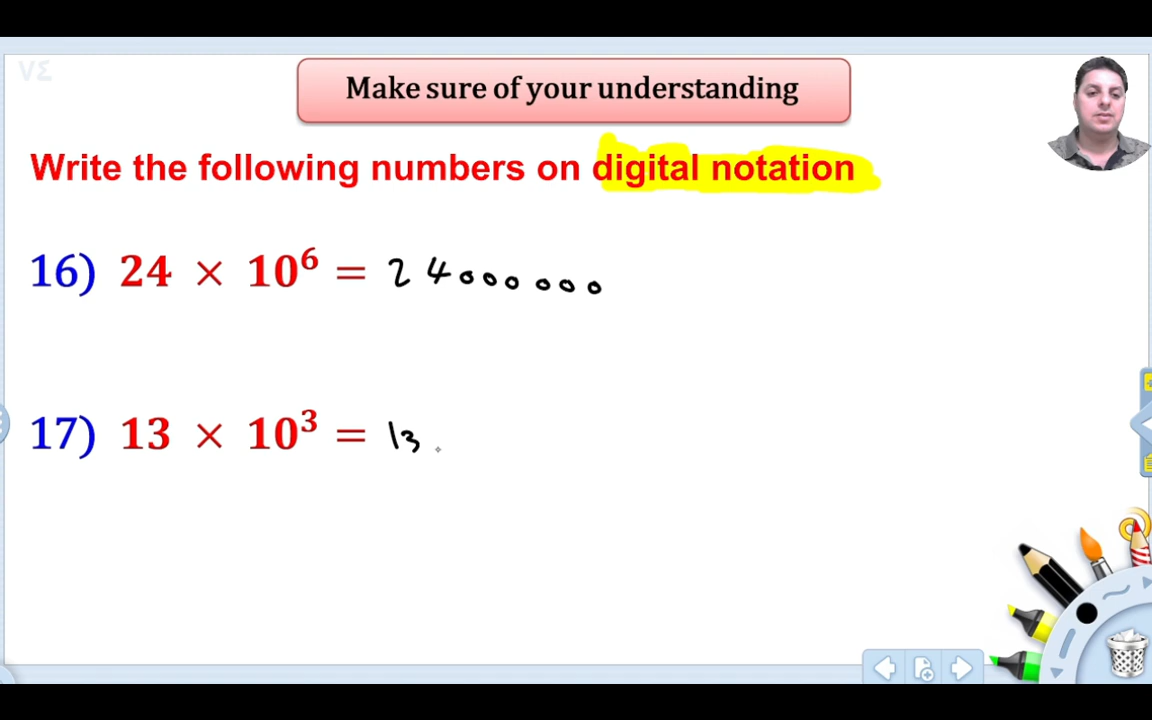 ٧٤
Make sure of your understanding
Write the following numbers on digital notation
16) 24 × 10⁶ = 24000000
17) 13 × 10³ = 13